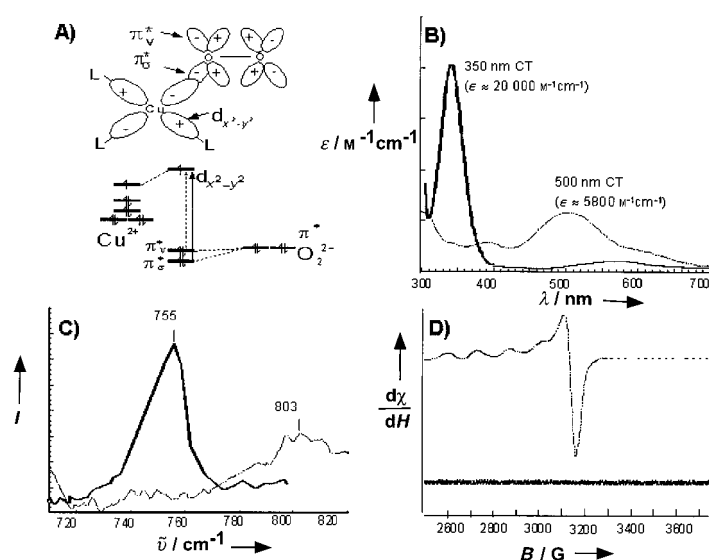 A)
π*v
π*σ
L
Cu
L
L
d x²-y²
+ -
d x²-y²
Cu²⁺
π*v
π*σ
π*
O₂²⁻
B)
350 nm CT
(ε ≈ 20 000 M⁻¹cm⁻¹)
ε / M⁻¹cm⁻¹
500 nm CT
(ε ≈ 5800 M⁻¹cm⁻¹)
300 400 500 600 700
λ / nm
C)
755
803
I
720 740 760 780 800 820
ν̃ / cm⁻¹
D)
dχ
dH
2600 2800 3000 3200 3400 3600
B / G